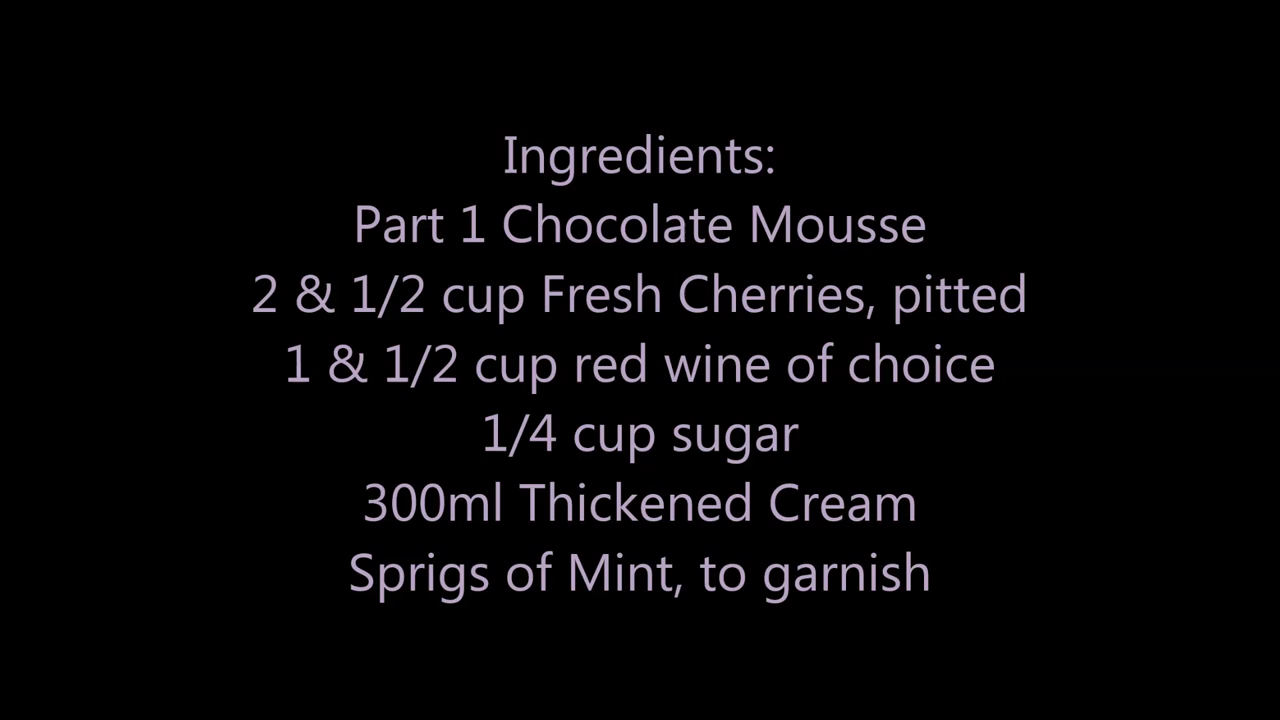 Ingredients:
Part 1 Chocolate Mousse
2 & 1/2 cup Fresh Cherries, pitted
1 & 1/2 cup red wine of choice
1/4 cup sugar
300ml Thickened Cream
Sprigs of Mint, to garnish